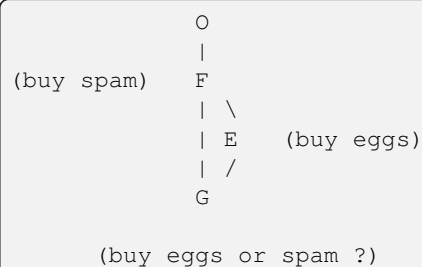 O
|
(buy spam) F
| \
| E (buy eggs)
| /
G
(buy eggs or spam ?)